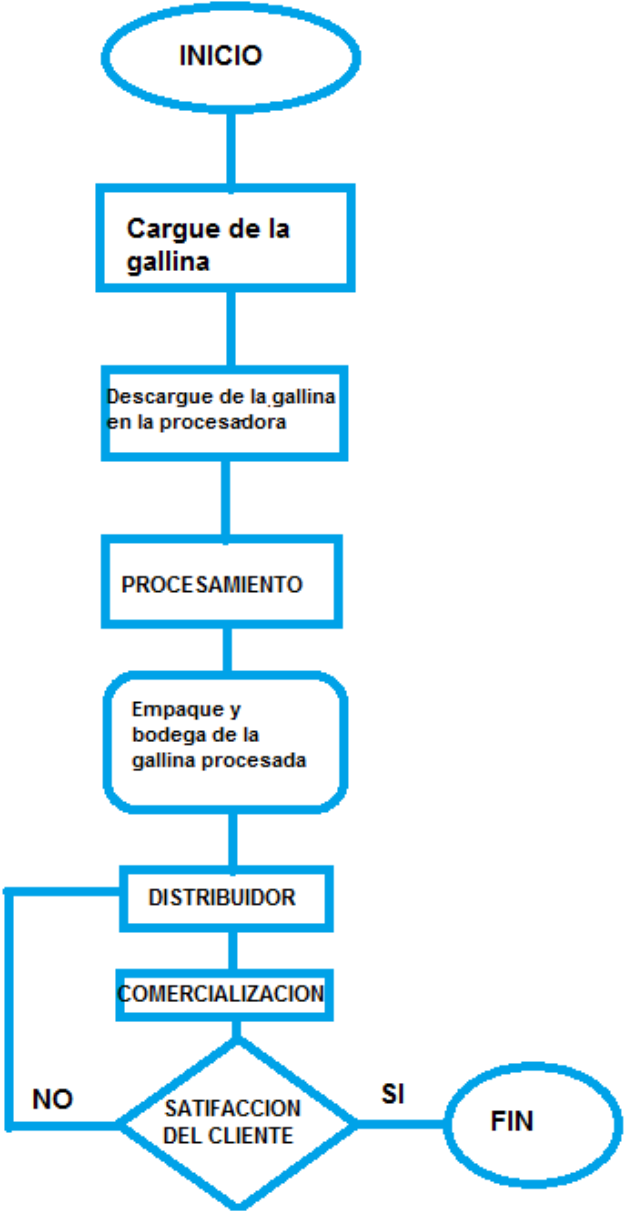 INICIO
Cargue de la
gallina
Descargue de la gallina
en la procesadora
PROCESAMIENTO
Empaque y
bodega de la
gallina procesada
DISTRIBUIDOR
COMERCIALIZACION
NO
SATIFACCION
DEL CLIENTE
SI
FIN